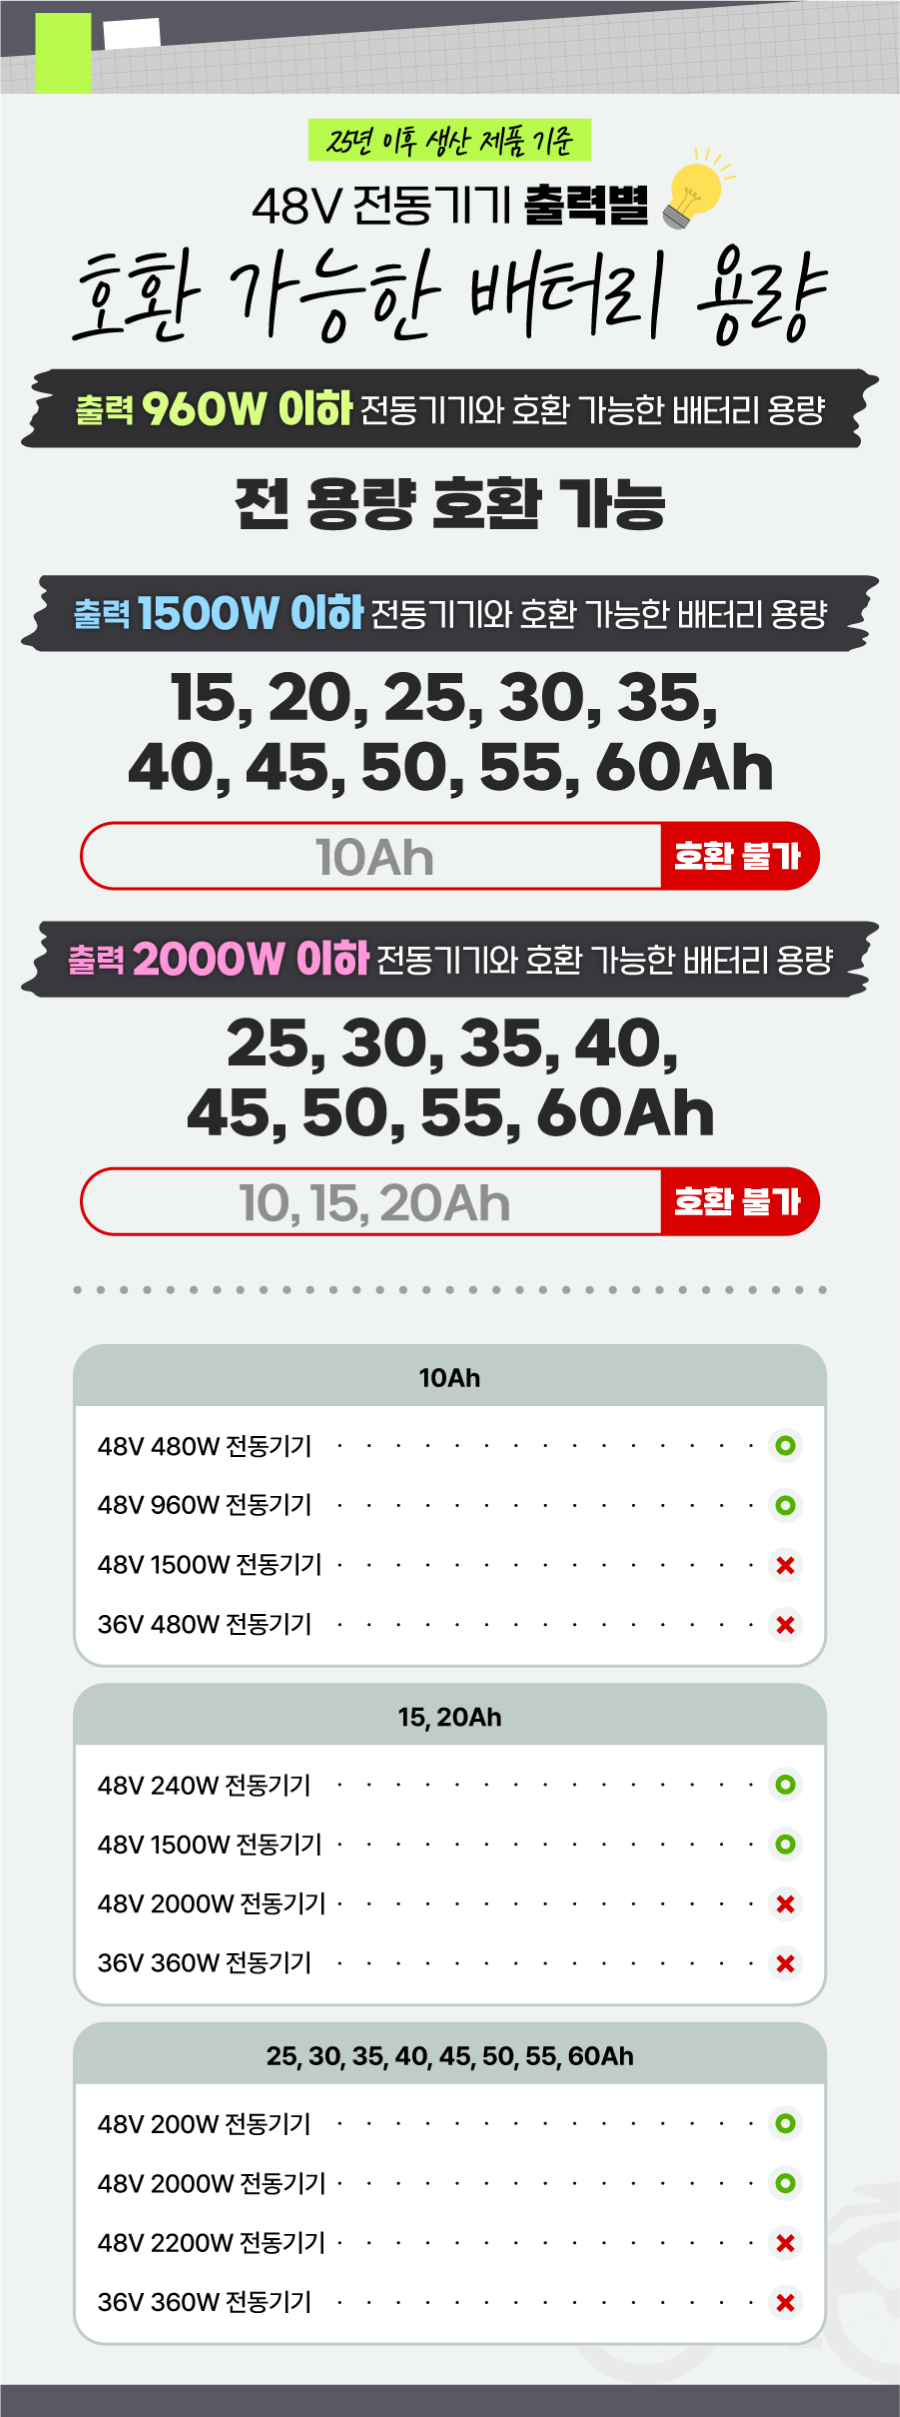 25년 이후 생산 제품 기준
48V 전동기기 출력별
호환 가능한 배터리 용량
출력 960W 이하 전동기기와 호환 가능한 배터리 용량
전 용량 호환 가능
출력 1500W 이하 전동기기와 호환 가능한 배터리 용량
15, 20, 25, 30, 35,
40, 45, 50, 55, 60Ah
10Ah 호환 불가
출력 2000W 이하 전동기기와 호환 가능한 배터리 용량
25, 30, 35, 40,
45, 50, 55, 60Ah
10, 15, 20Ah 호환 불가
10Ah
48V 480W 전동기기
48V 960W 전동기기
48V 1500W 전동기기
36V 480W 전동기기
15, 20Ah
48V 240W 전동기기
48V 1500W 전동기기
48V 2000W 전동기기
36V 360W 전동기기
25, 30, 35, 40, 45, 50, 55, 60Ah
48V 200W 전동기기
48V 2000W 전동기기
48V 2200W 전동기기
36V 360W 전동기기